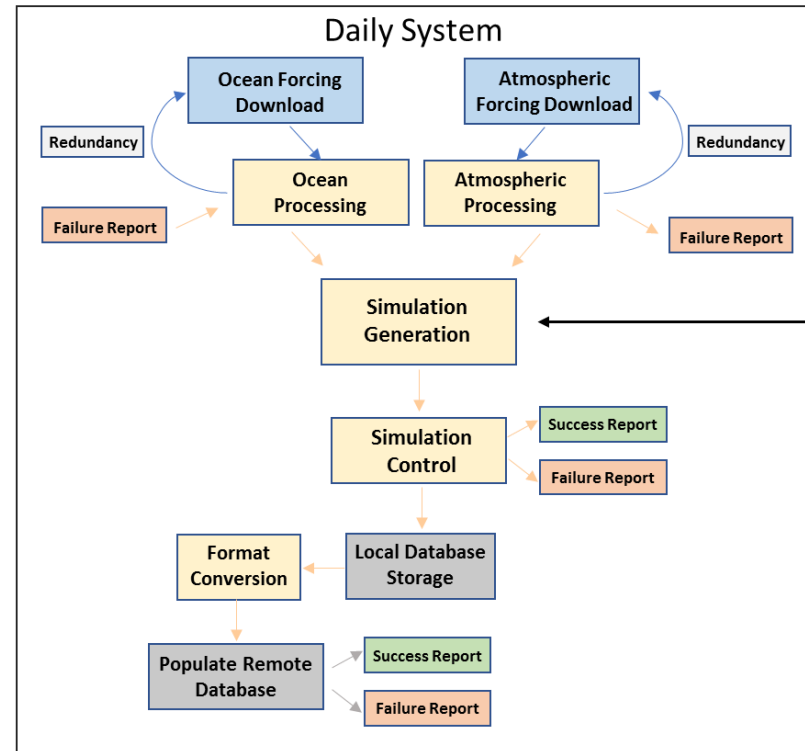 Daily System
Ocean Forcing
Download
Atmospheric
Forcing Download
Redundancy
Redundancy
Ocean
Processing
Atmospheric
Processing
Failure Report
Failure Report
Simulation
Generation
Simulation
Control
Success Report
Failure Report
Format
Conversion
Local Database
Storage
Populate Remote
Database
Success Report
Failure Report